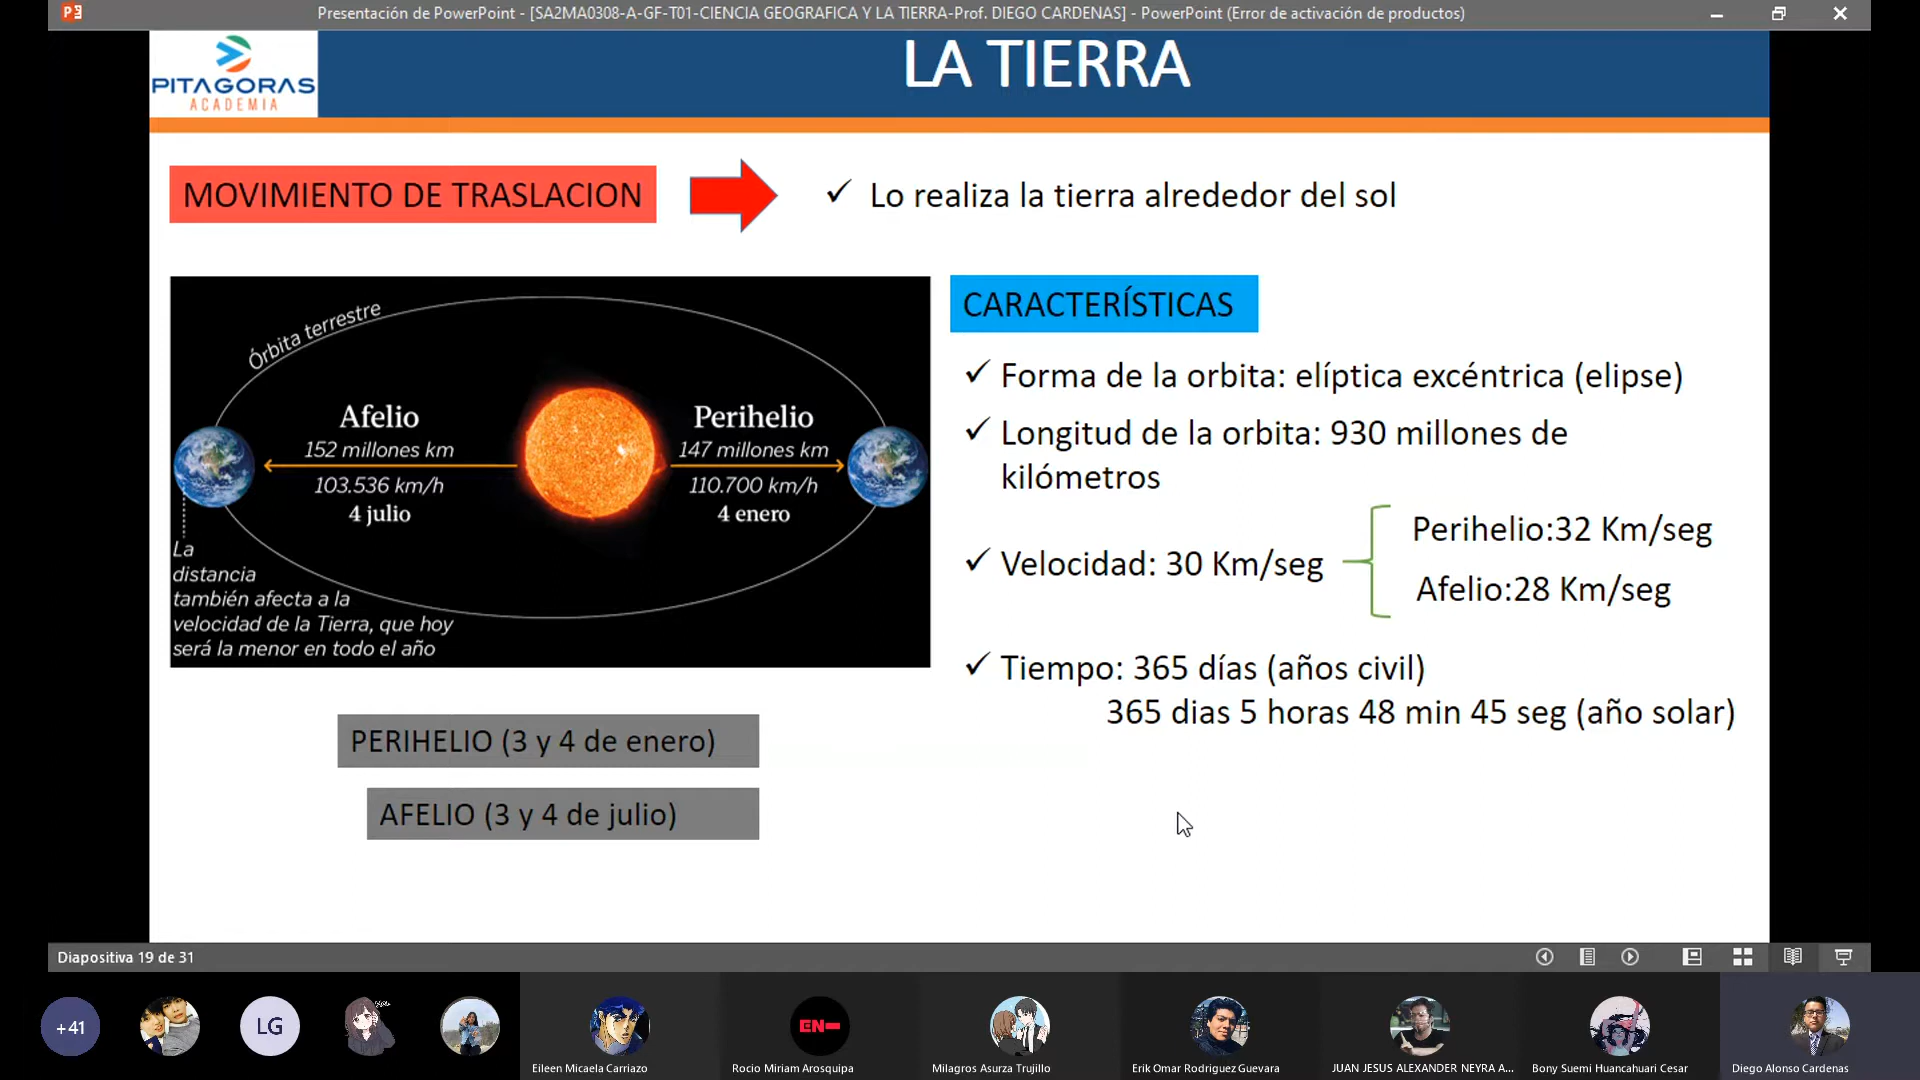 Presentación de PowerPoint - [SA2MA0308-A-GF-T01-CIENCIA GEOGRAFICA Y LA TIERRA-Prof. DIEGO CARDENAS] - PowerPoint (Error de activación de productos)
PITAGORAS
ACADEMIA
LA TIERRA
MOVIMIENTO DE TRASLACION
✓ Lo realiza la tierra alrededor del sol
Órbita terrestre
Afelio
152 millones km
103.536 km/h
4 julio
Perihelio
147 millones km
110.700 km/h
4 enero
La
distancia
también afecta a la
velocidad de la Tierra, que hoy
será la menor en todo el año
CARACTERÍSTICAS
✓ Forma de la orbita: elíptica excéntrica (elipse)
✓ Longitud de la orbita: 930 millones de
kilómetros
✓ Velocidad: 30 Km/seg
Perihelio:32 Km/seg
Afelio:28 Km/seg
✓ Tiempo: 365 días (años civil)
365 dias 5 horas 48 min 45 seg (año solar)
PERIHELIO (3 y 4 de enero)
AFELIO (3 y 4 de julio)
Diapositiva 19 de 31
+41
LG
EN
Eileen Micaela Carriazo
Rocio Miriam Arosquipa
Milagros Asurza Trujillo
Erik Omar Rodriguez Guevara
JUAN JESUS ALEXANDER NEYRA A...
Bony Suemi Huancahuari Cesar
Diego Alonso Cardenas